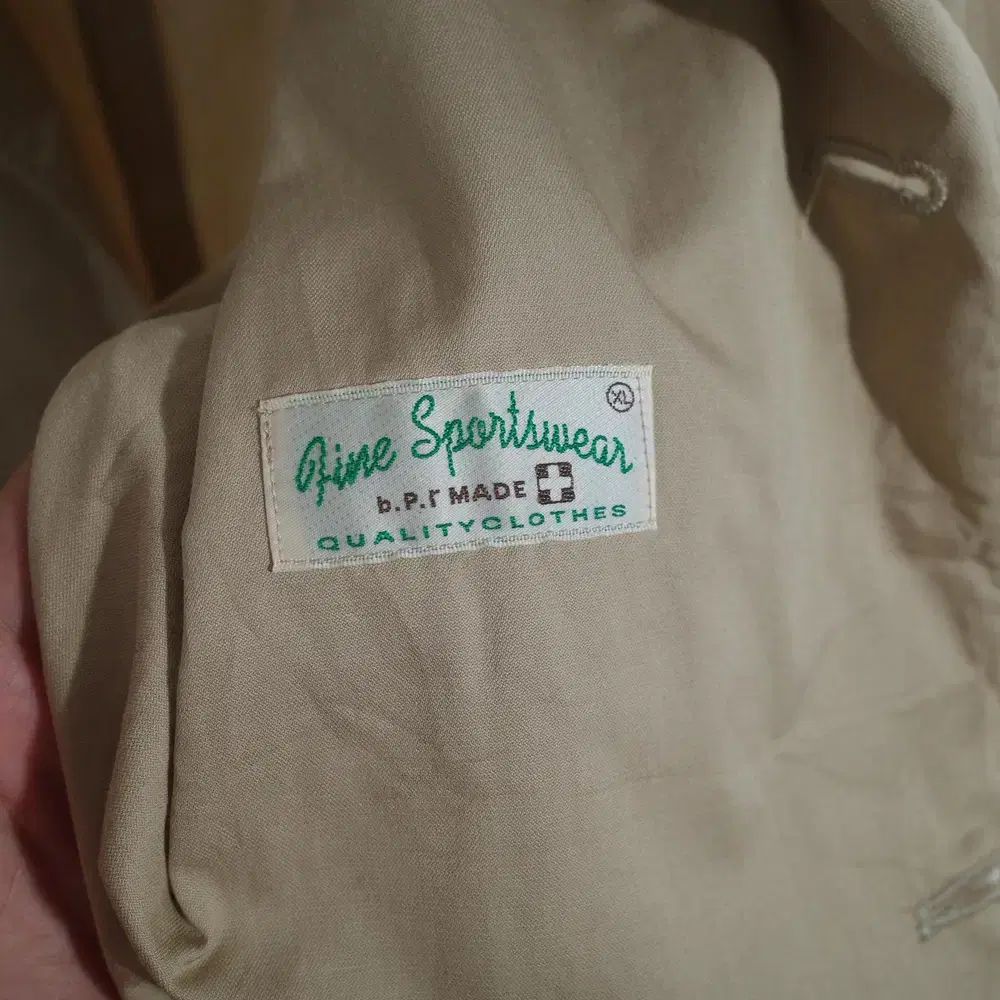 XL
Fine Sportswear
b.P.r MADE
QUALITYCLOTHES